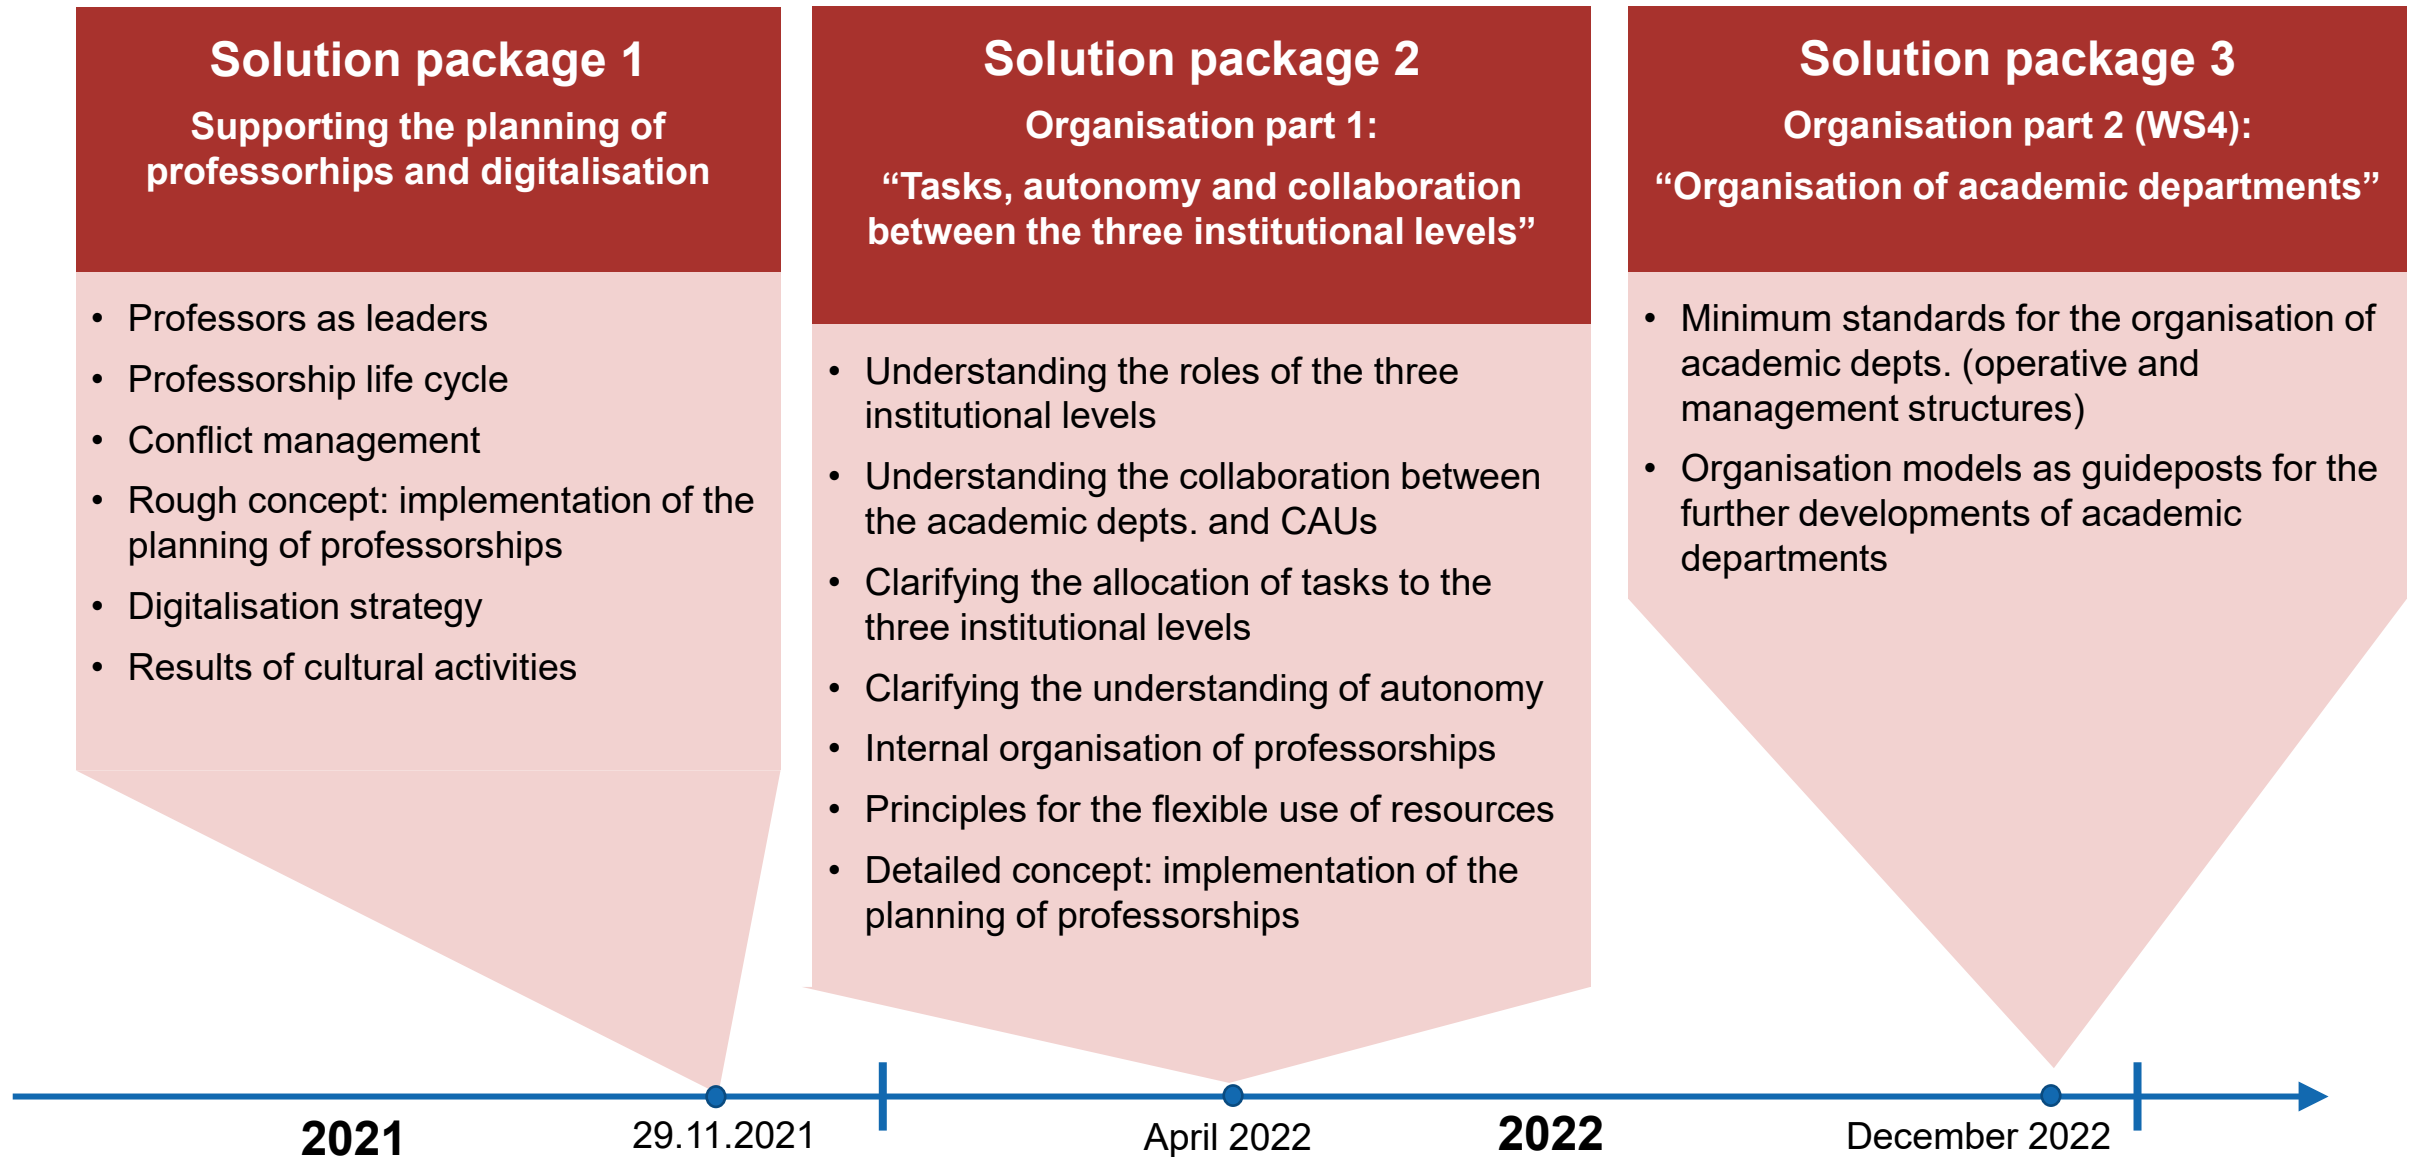 Solution package 1
Supporting the planning of
professorhips and digitalisation
• Professors as leaders
• Professorship life cycle
• Conflict management
• Rough concept: implementation of the
planning of professorships
• Digitalisation strategy
• Results of cultural activities
Solution package 2
Organisation part 1:
“Tasks, autonomy and collaboration
between the three institutional levels”
• Understanding the roles of the three
institutional levels
• Understanding the collaboration between
the academic depts. and CAUs
• Clarifying the allocation of tasks to the
three institutional levels
• Clarifying the understanding of autonomy
• Internal organisation of professorships
• Principles for the flexible use of resources
• Detailed concept: implementation of the
planning of professorships
Solution package 3
Organisation part 2 (WS4):
“Organisation of academic departments”
• Minimum standards for the organisation of
academic depts. (operative and
management structures)
• Organisation models as guideposts for the
further developments of academic
departments
2021
29.11.2021
April 2022
2022
December 2022